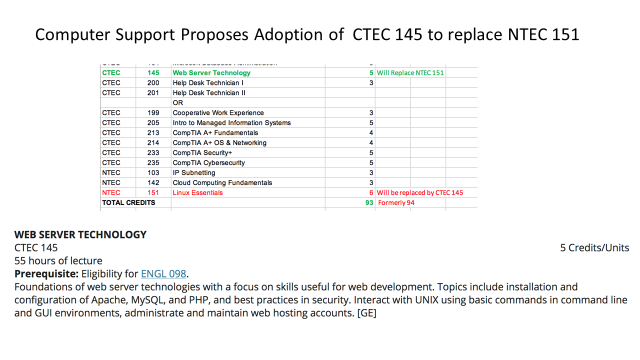 Computer Support Proposes Adoption of CTEC 145 to replace NTEC 151
CTEC 145 Web Server Technology 5 Will Replace NTEC 151
CTEC 200 Help Desk Technician I 3
CTEC 201 Help Desk Technician II
OR
CTEC 199 Cooperative Work Experience 3
CTEC 205 Intro to Managed Information Systems 5
CTEC 213 CompTIA A+ Fundamentals 4
CTEC 214 CompTIA A+ OS & Networking 4
CTEC 233 CompTIA Security+ 5
CTEC 235 CompTIA Cybersecurity 5
NTEC 103 IP Subnetting 3
NTEC 142 Cloud Computing Fundamentals 3
NTEC 151 Linux Essentials 6 Will be replaced by CTEC 145
TOTAL CREDITS 93 Formerly 94
WEB SERVER TECHNOLOGY
CTEC 145 5 Credits/Units
55 hours of lecture
Prerequisite: Eligibility for ENGL 098.
Foundations of web server technologies with a focus on skills useful for web development. Topics include installation and
configuration of Apache, MySQL, and PHP, and best practices in security. Interact with UNIX using basic commands in command line
and GUI environments, administrate and maintain web hosting accounts. [GE]